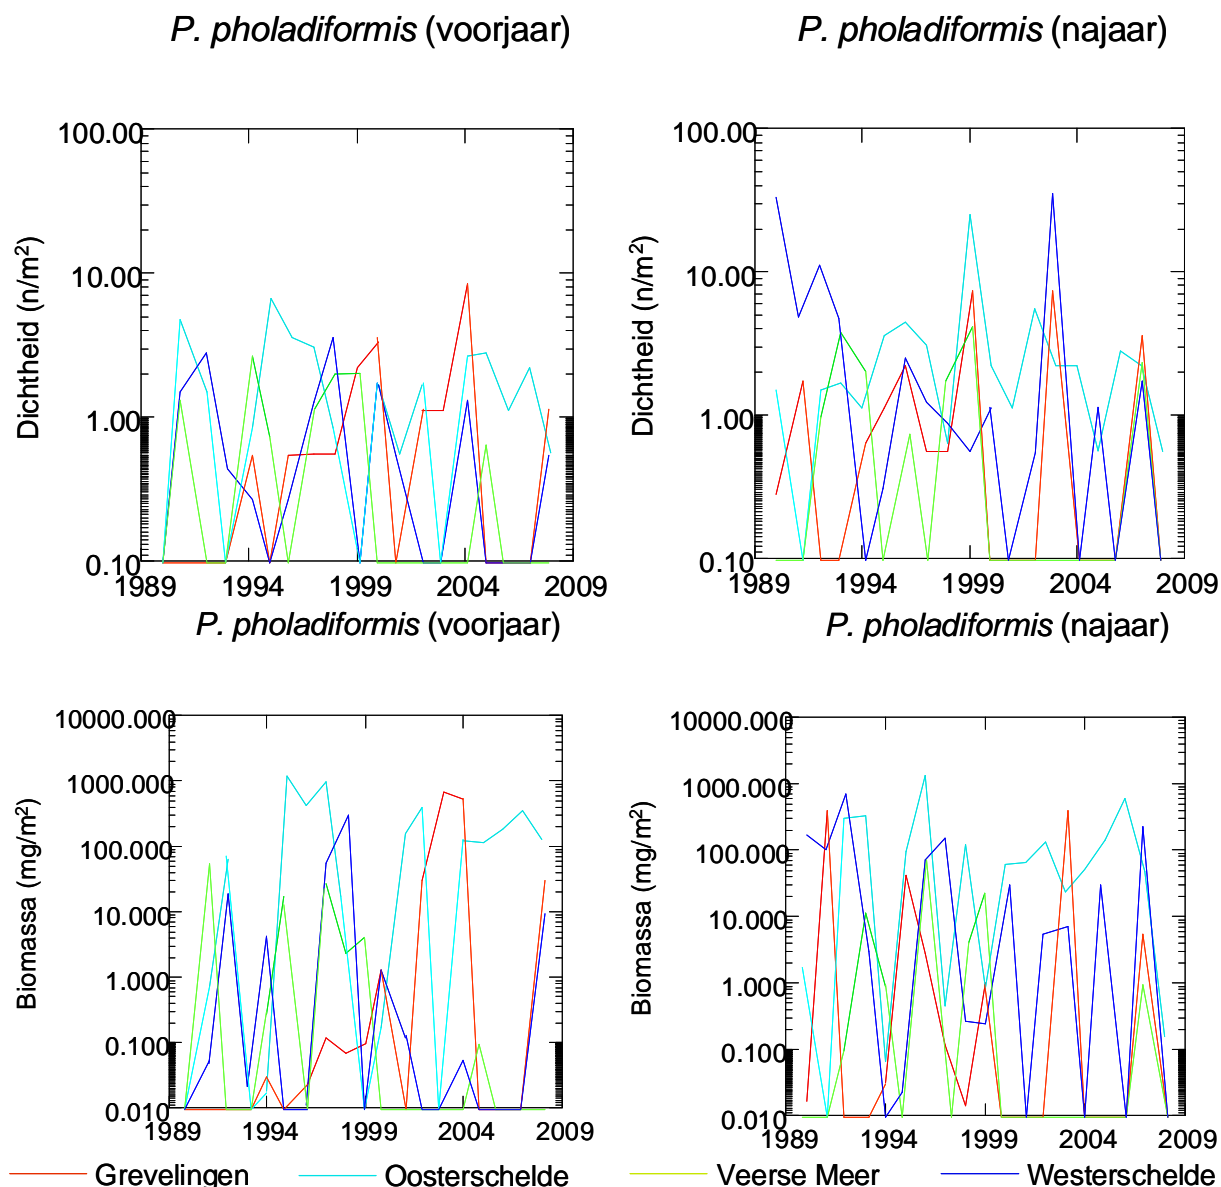 P. pholadiformis (voorjaar)
P. pholadiformis (najaar)
100.00
10.00
1.00
0.10
Dichtheid (n/m²)
1989 1994 1999 2004 2009
100.00
10.00
1.00
0.10
Dichtheid (n/m²)
1989 1994 1999 2004 2009
P. pholadiformis (voorjaar)
P. pholadiformis (najaar)
10000.000
1000.000
100.000
10.000
1.000
0.100
0.010
Biomassa (mg/m²)
1989 1994 1999 2004 2009
10000.000
1000.000
100.000
10.000
1.000
0.100
0.010
Biomassa (mg/m²)
1989 1994 1999 2004 2009
Grevelingen Oosterschelde Veerse Meer Westerschelde